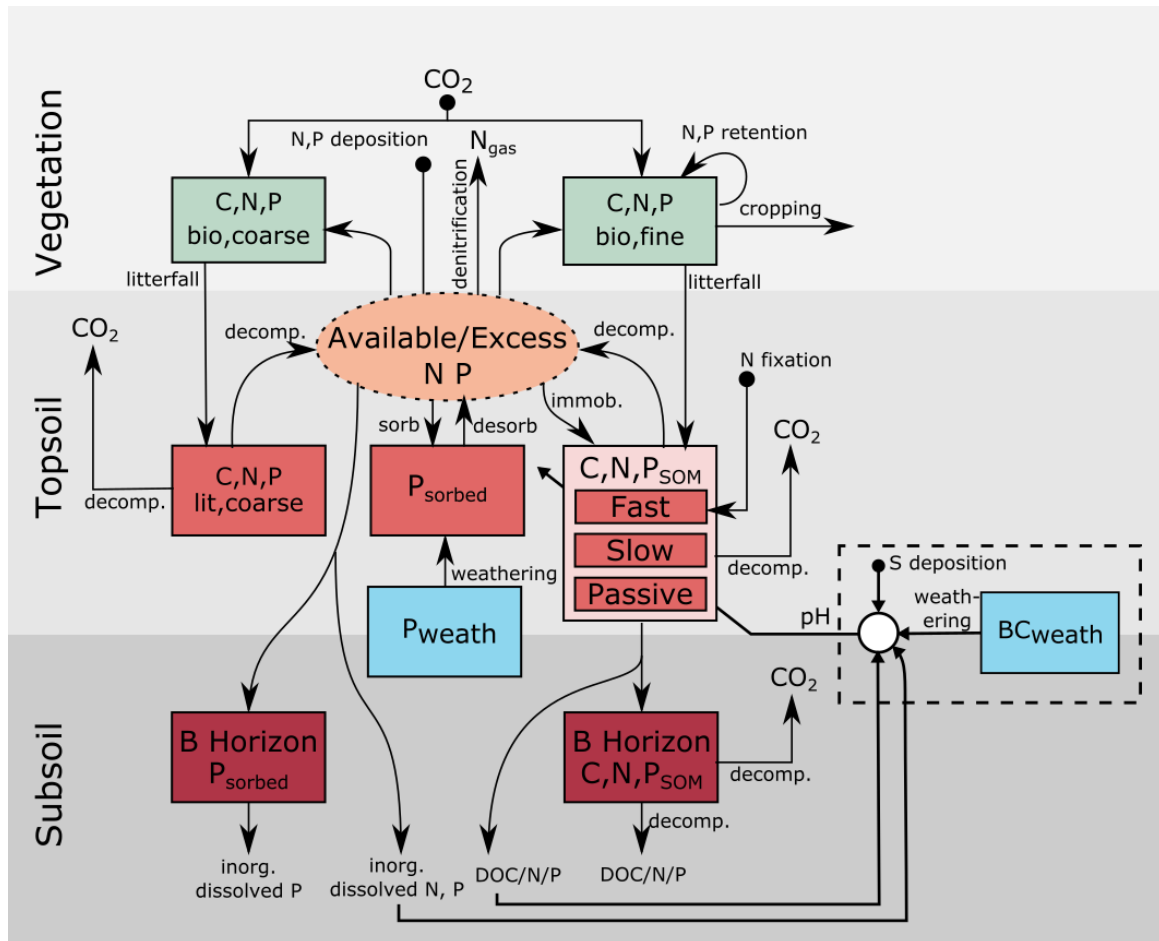 Vegetation
CO2
N,P deposition
Ngas
denitrification
N,P retention
C,N,P
bio,coarse
C,N,P
bio,fine
cropping
litterfall
litterfall
Topsoil
CO2
decomp.
Available/Excess
N P
decomp.
N fixation
immob.
sorb
desorb
CO2
C,N,P
lit,coarse
decomp.
Psorbed
C,N,PSOM
Fast
Slow
Passive
decomp.
weathering
Pweath
pH
S deposition
weath-
ering
BCweath
Subsoil
CO2
B Horizon
Psorbed
B Horizon
C,N,PSOM
decomp.
decomp.
inorg.
dissolved P
inorg.
dissolved N, P
DOC/N/P
DOC/N/P